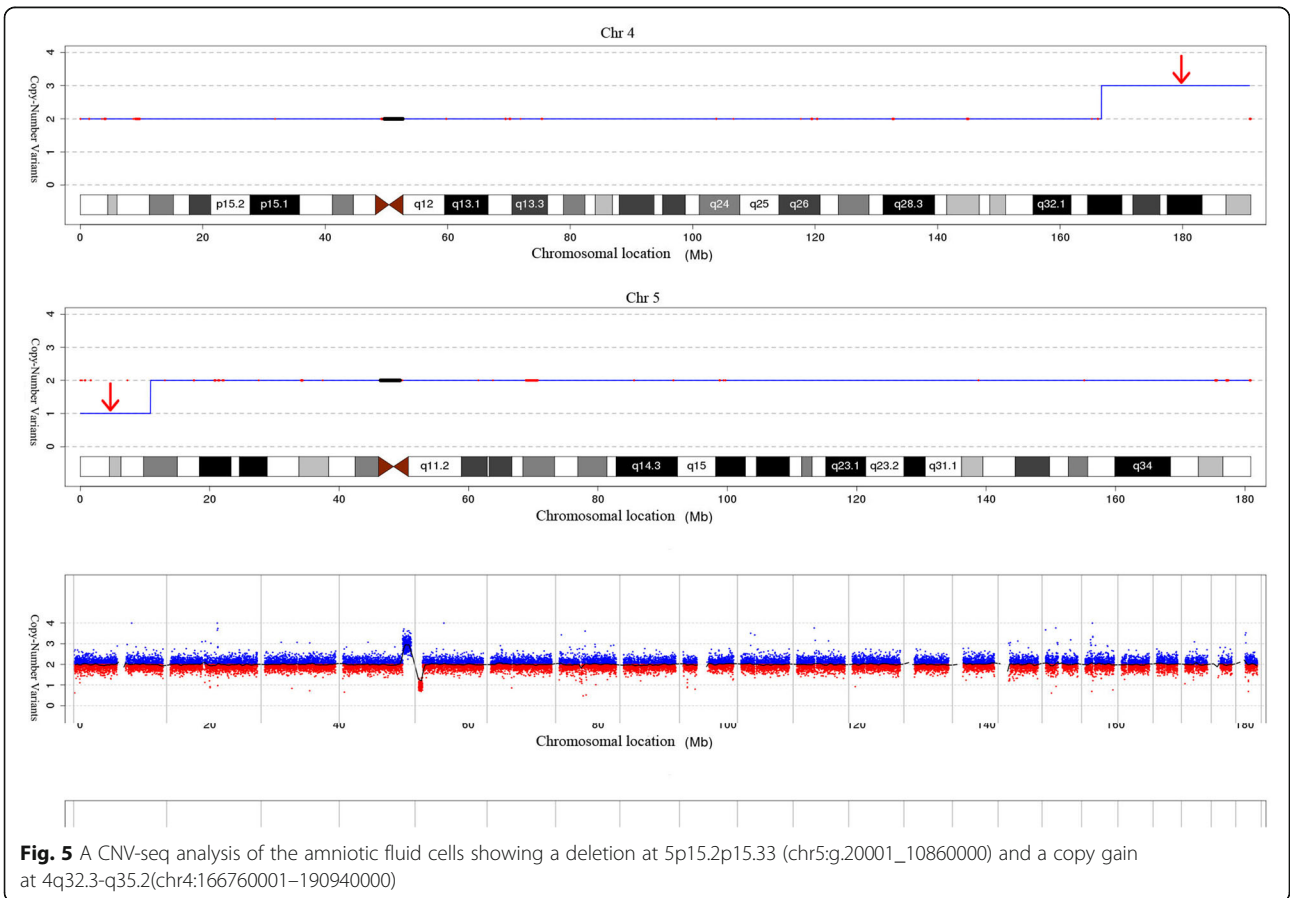 Chr 4
Copy-Number Variants
4
3
2
1
0
p15.2 p15.1 q12 q13.1 q13.3 q24 q25 q26 q28.3 q32.1
0 20 40 60 80 100 120 140 160 180
Chromosomal location (Mb)
Chr 5
Copy-Number Variants
4
3
2
1
0
q11.2 q14.3 q15 q23.1 q23.2 q31.1 q34
0 20 40 60 80 100 120 140 160 180
Chromosomal location (Mb)
Copy-Number Variants
4
3
2
1
0
0 20 40 60 80 100 120 140 160 180
Chromosomal location (Mb)
Fig. 5 A CNV-seq analysis of the amniotic fluid cells showing a deletion at 5p15.2p15.33 (chr5:g.20001_10860000) and a copy gain
at 4q32.3-q35.2(chr4:166760001–190940000)